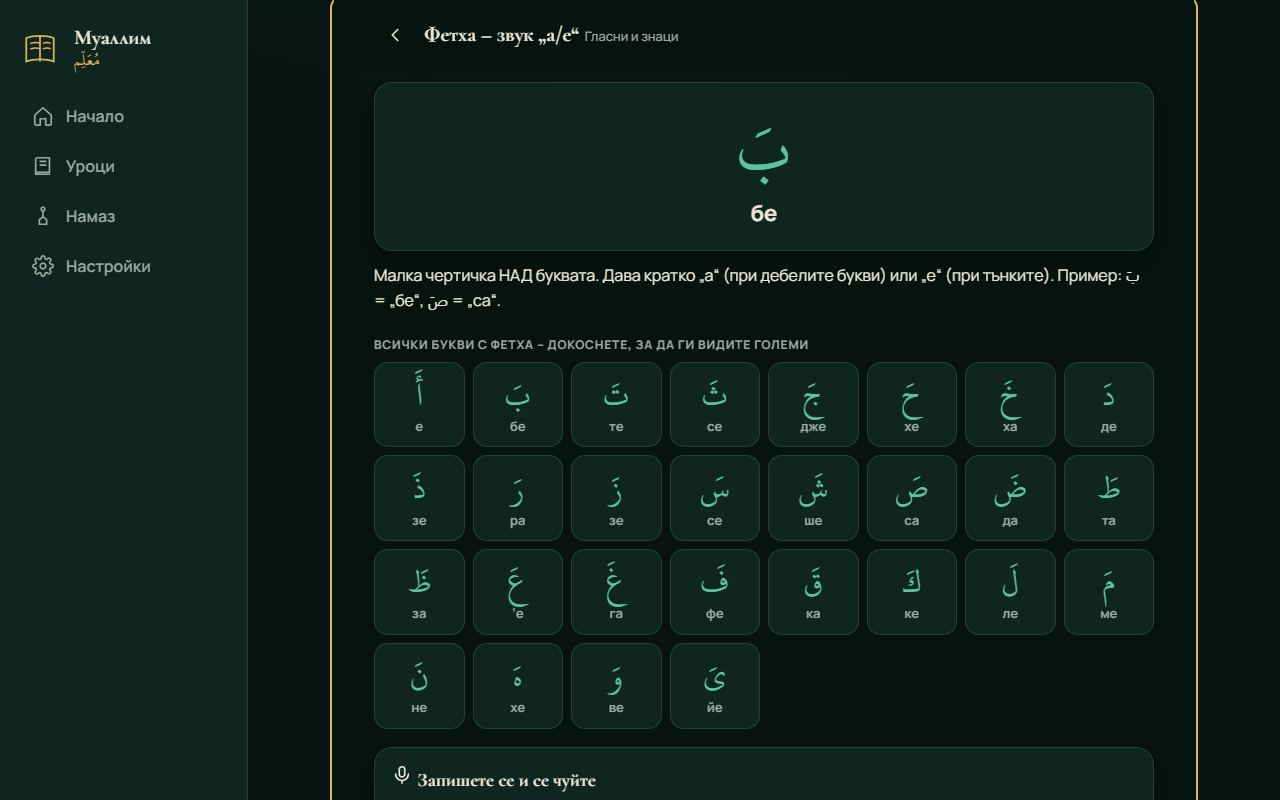 Муаллим
مُعَلِّم
Начало
Уроци
Намаз
Настройки
Фетха – звук „а/е“ Гласни и знаци
بَ
бе
Малка чертичка НАД буквата. Дава кратко „а“ (при дебелите букви) или „е“ (при тънките). Пример: بَ
= „бе“, صَ = „са“.
ВСИЧКИ БУКВИ С ФЕТХА – ДОКОСНЕТЕ, ЗА ДА ГИ ВИДИТЕ ГОЛЕМИ
أَ بَ تَ ثَ جَ حَ خَ دَ
е бе те се дже хе ха де
ذَ رَ زَ سَ شَ صَ ضَ طَ
зе ра зе се ше са да та
ظَ عَ غَ فَ قَ كَ لَ مَ
за 'е га фе ка ке ле ме
نَ هَ وَ یَ
не хе ве йе
Запишете се и се чуйте